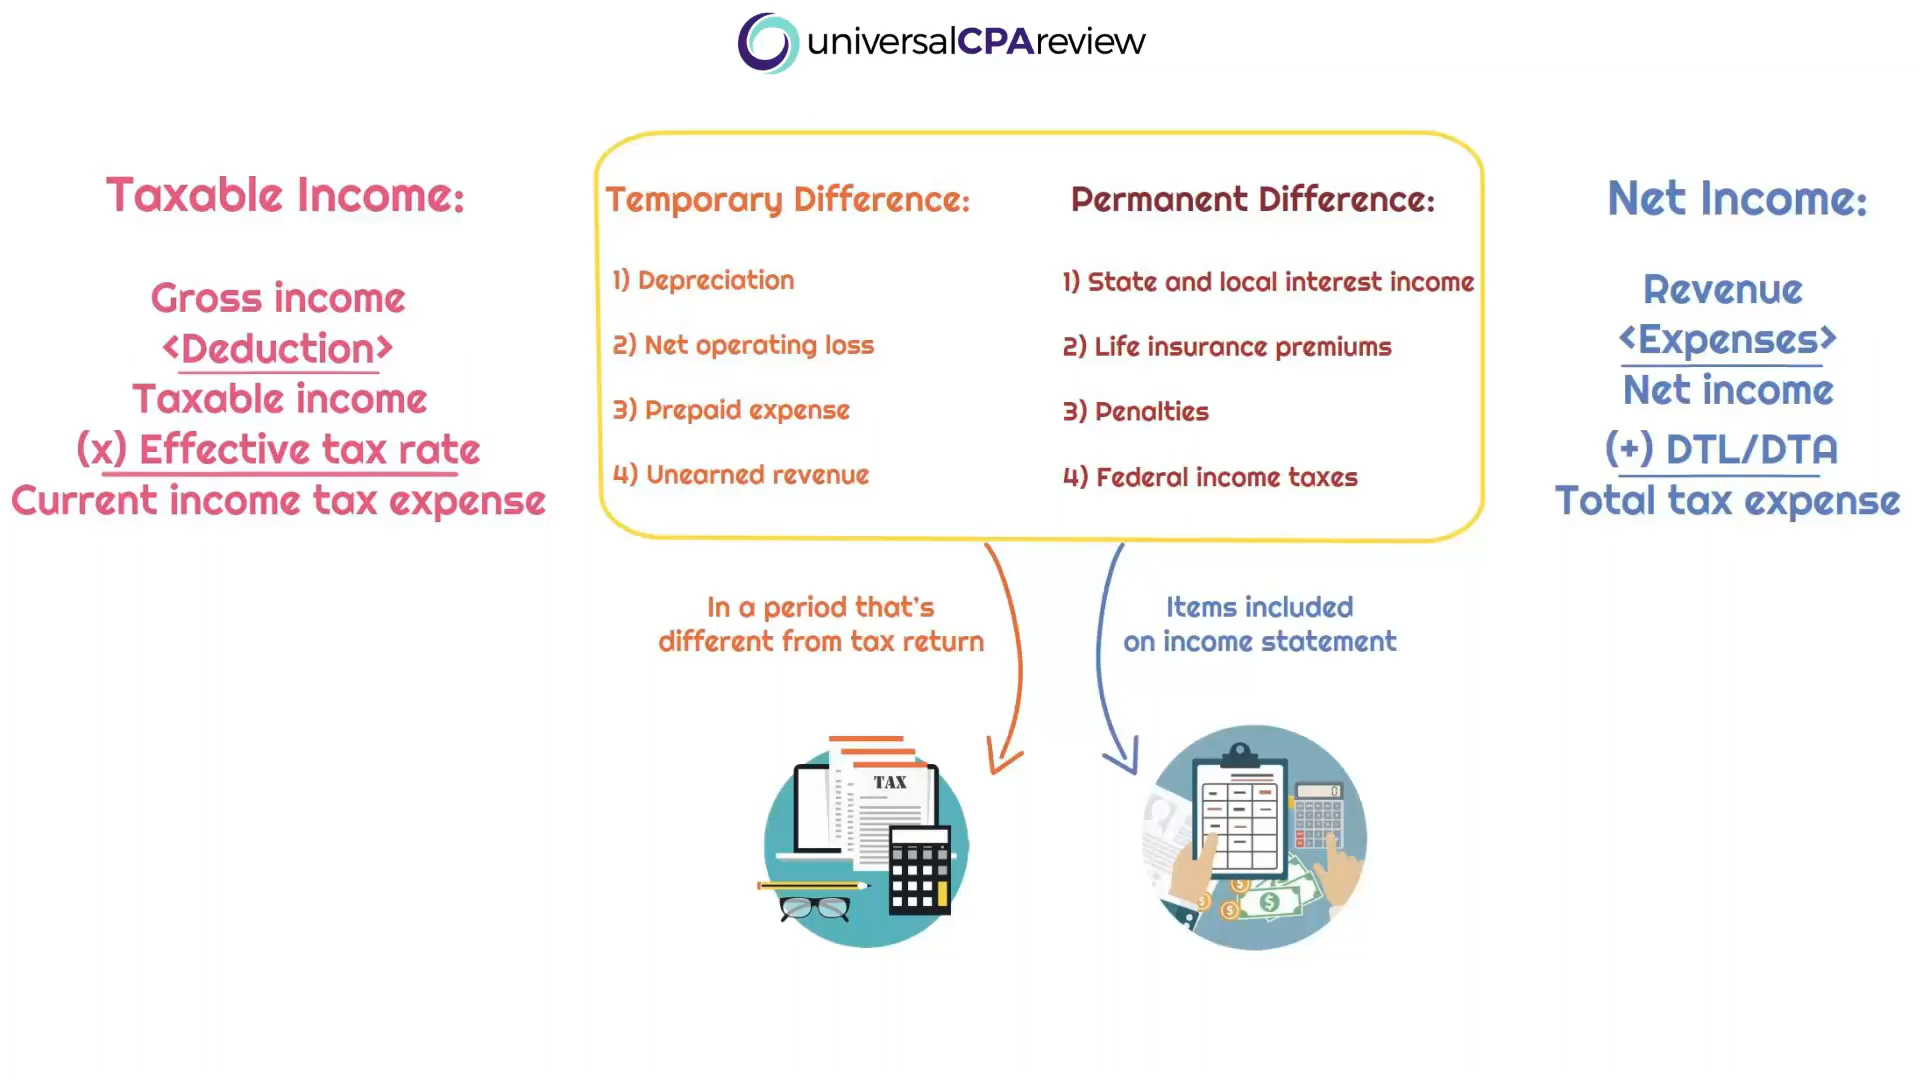 universalCPAreview
Taxable Income:
Gross income
<Deduction>
Taxable income
(x) Effective tax rate
Current income tax expense
Temporary Difference:
1) Depreciation
2) Net operating loss
3) Prepaid expense
4) Unearned revenue
Permanent Difference:
1) State and local interest income
2) Life insurance premiums
3) Penalties
4) Federal income taxes
Net Income:
Revenue
<Expenses>
Net income
(+) DTL/DTA
Total tax expense
In a period that's
different from tax return
Items included
on income statement
TAX
0